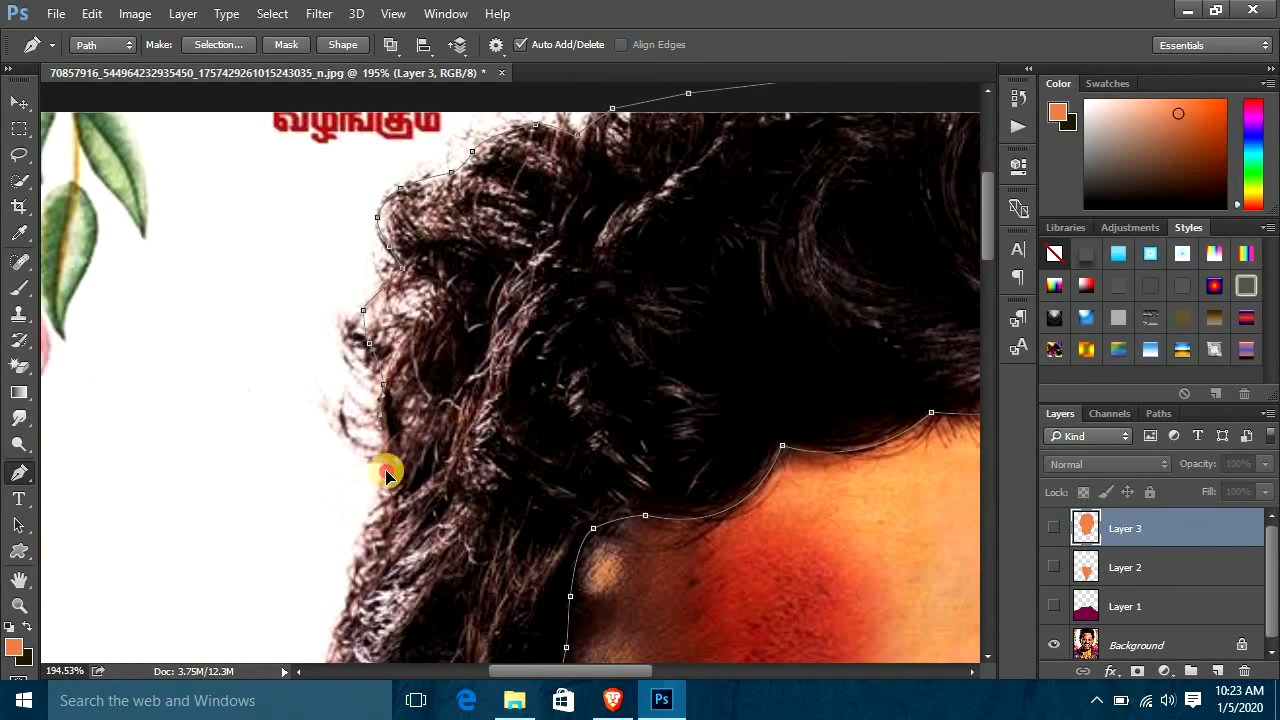 Ps File Edit Image Layer Type Select Filter 3D View Window Help
Path Make: Selection... Mask Shape Auto Add/Delete Align Edges Essentials
70857916_544964232935450_1757429261015243035_n.jpg @ 195% (Layer 3, RGB/8) *
வழங்கும்
Color Swatches
Libraries Adjustments Styles
Layers Channels Paths
Kind
Normal Opacity: 100%
Lock: Fill: 100%
Layer 3
Layer 2
Layer 1
Background
fx
194.53% Doc: 3.75M/12.3M
Search the web and Windows
Ps
10:23 AM
1/5/2020